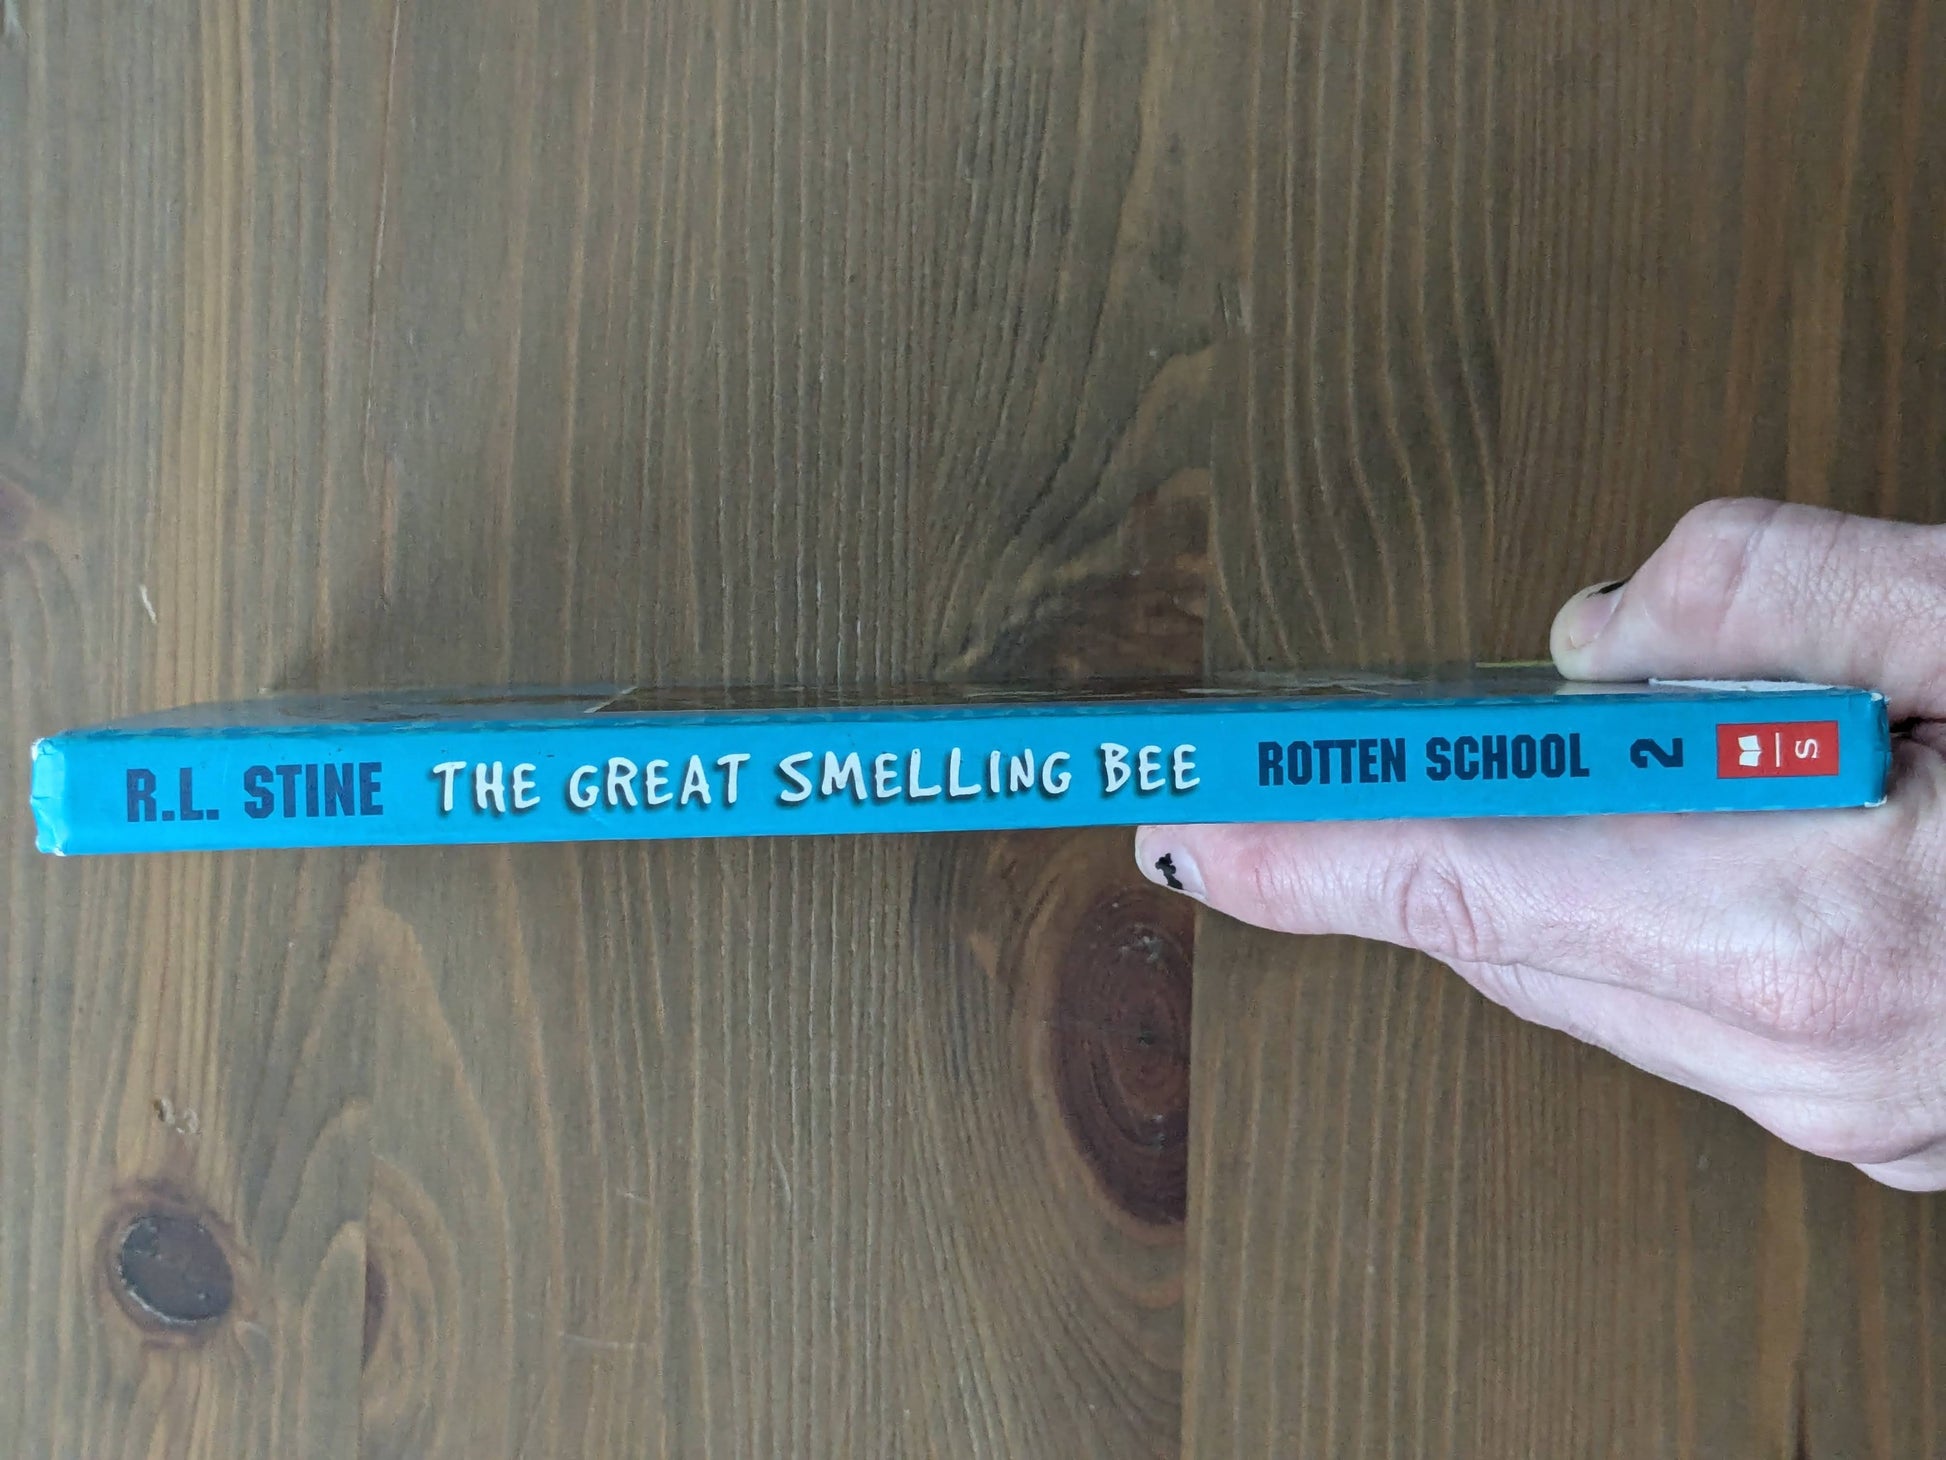 R.L. STINE THE GREAT SMELLING BEE ROTTEN SCHOOL 2 S